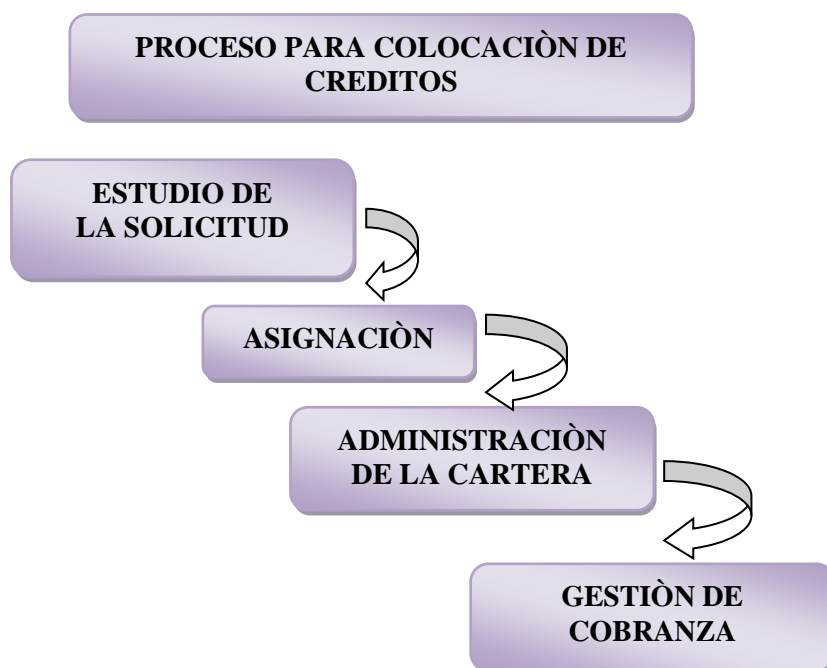 PROCESO PARA COLOCACIÒN DE
CREDITOS
ESTUDIO DE
LA SOLICITUD
ASIGNACIÒN
ADMINISTRACIÒN
DE LA CARTERA
GESTIÒN DE
COBRANZA